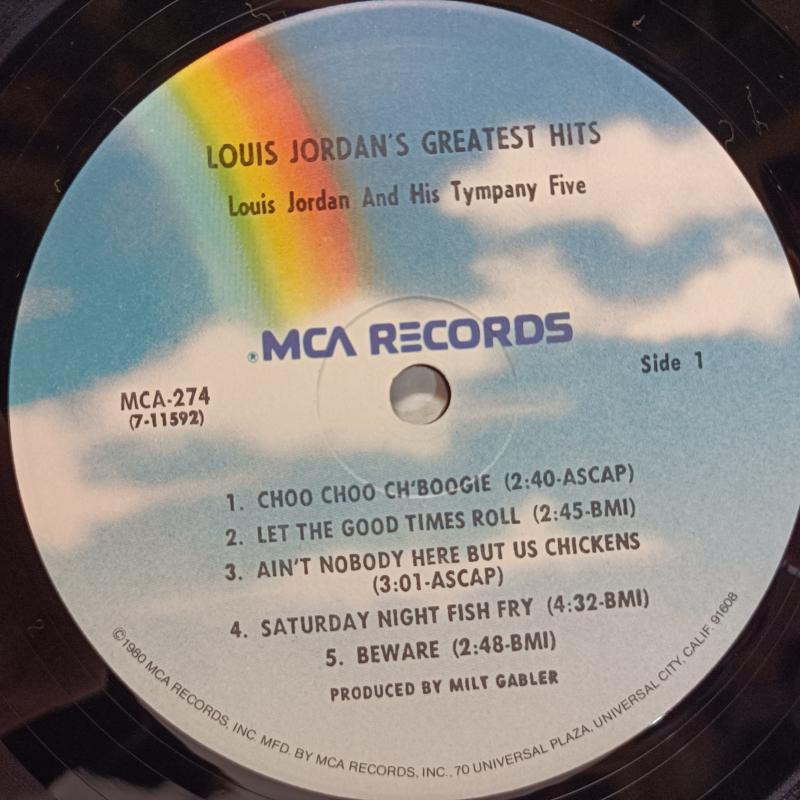 LOUIS JORDAN'S GREATEST HITS
Louis Jordan And His Tympany Five
® MCA RECORDS
Side 1
MCA-274
(7-11592)
1. CHOO CHOO CH'BOOGIE (2:40-ASCAP)
2. LET THE GOOD TIMES ROLL (2:45-BMI)
3. AIN'T NOBODY HERE BUT US CHICKENS
(3:01-ASCAP)
4. SATURDAY NIGHT FISH FRY (4:32-BMI)
5. BEWARE (2:48-BMI)
PRODUCED BY MILT GABLER
©1980 MCA RECORDS, INC. MFD. BY MCA RECORDS, INC., 70 UNIVERSAL PLAZA, UNIVERSAL CITY, CALIF. 91608